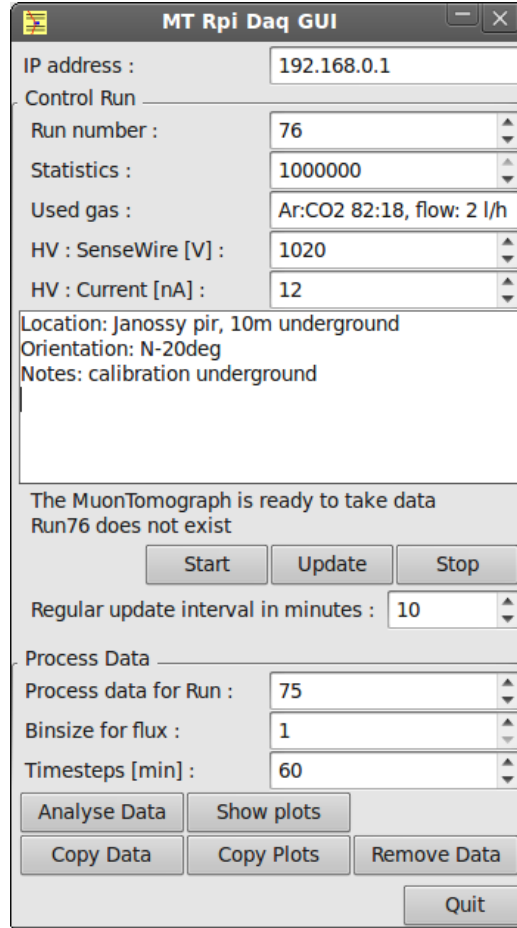 MT Rpi Daq GUI
IP address : 192.168.0.1
Control Run
Run number : 76
Statistics : 1000000
Used gas : Ar:CO2 82:18, flow: 2 l/h
HV : SenseWire [V] : 1020
HV : Current [nA] : 12
Location: Janossy pir, 10m underground
Orientation: N-20deg
Notes: calibration underground
The MuonTomograph is ready to take data
Run76 does not exist
Start Update Stop
Regular update interval in minutes : 10
Process Data
Process data for Run : 75
Binsize for flux : 1
Timesteps [min] : 60
Analyse Data Show plots
Copy Data Copy Plots Remove Data
Quit